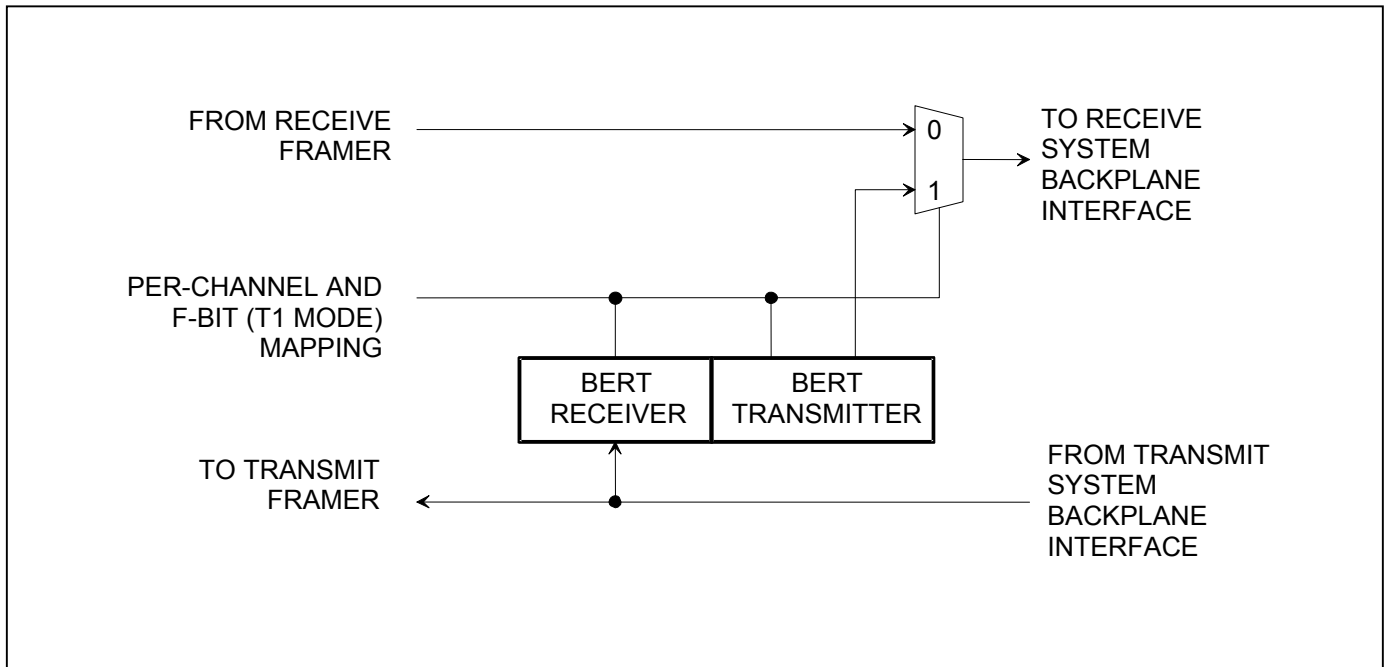 FROM RECEIVE
FRAMER
0
1
TO RECEIVE
SYSTEM
BACKPLANE
INTERFACE
PER-CHANNEL AND
F-BIT (T1 MODE)
MAPPING
BERT
RECEIVER
BERT
TRANSMITTER
TO TRANSMIT
FRAMER
FROM TRANSMIT
SYSTEM
BACKPLANE
INTERFACE